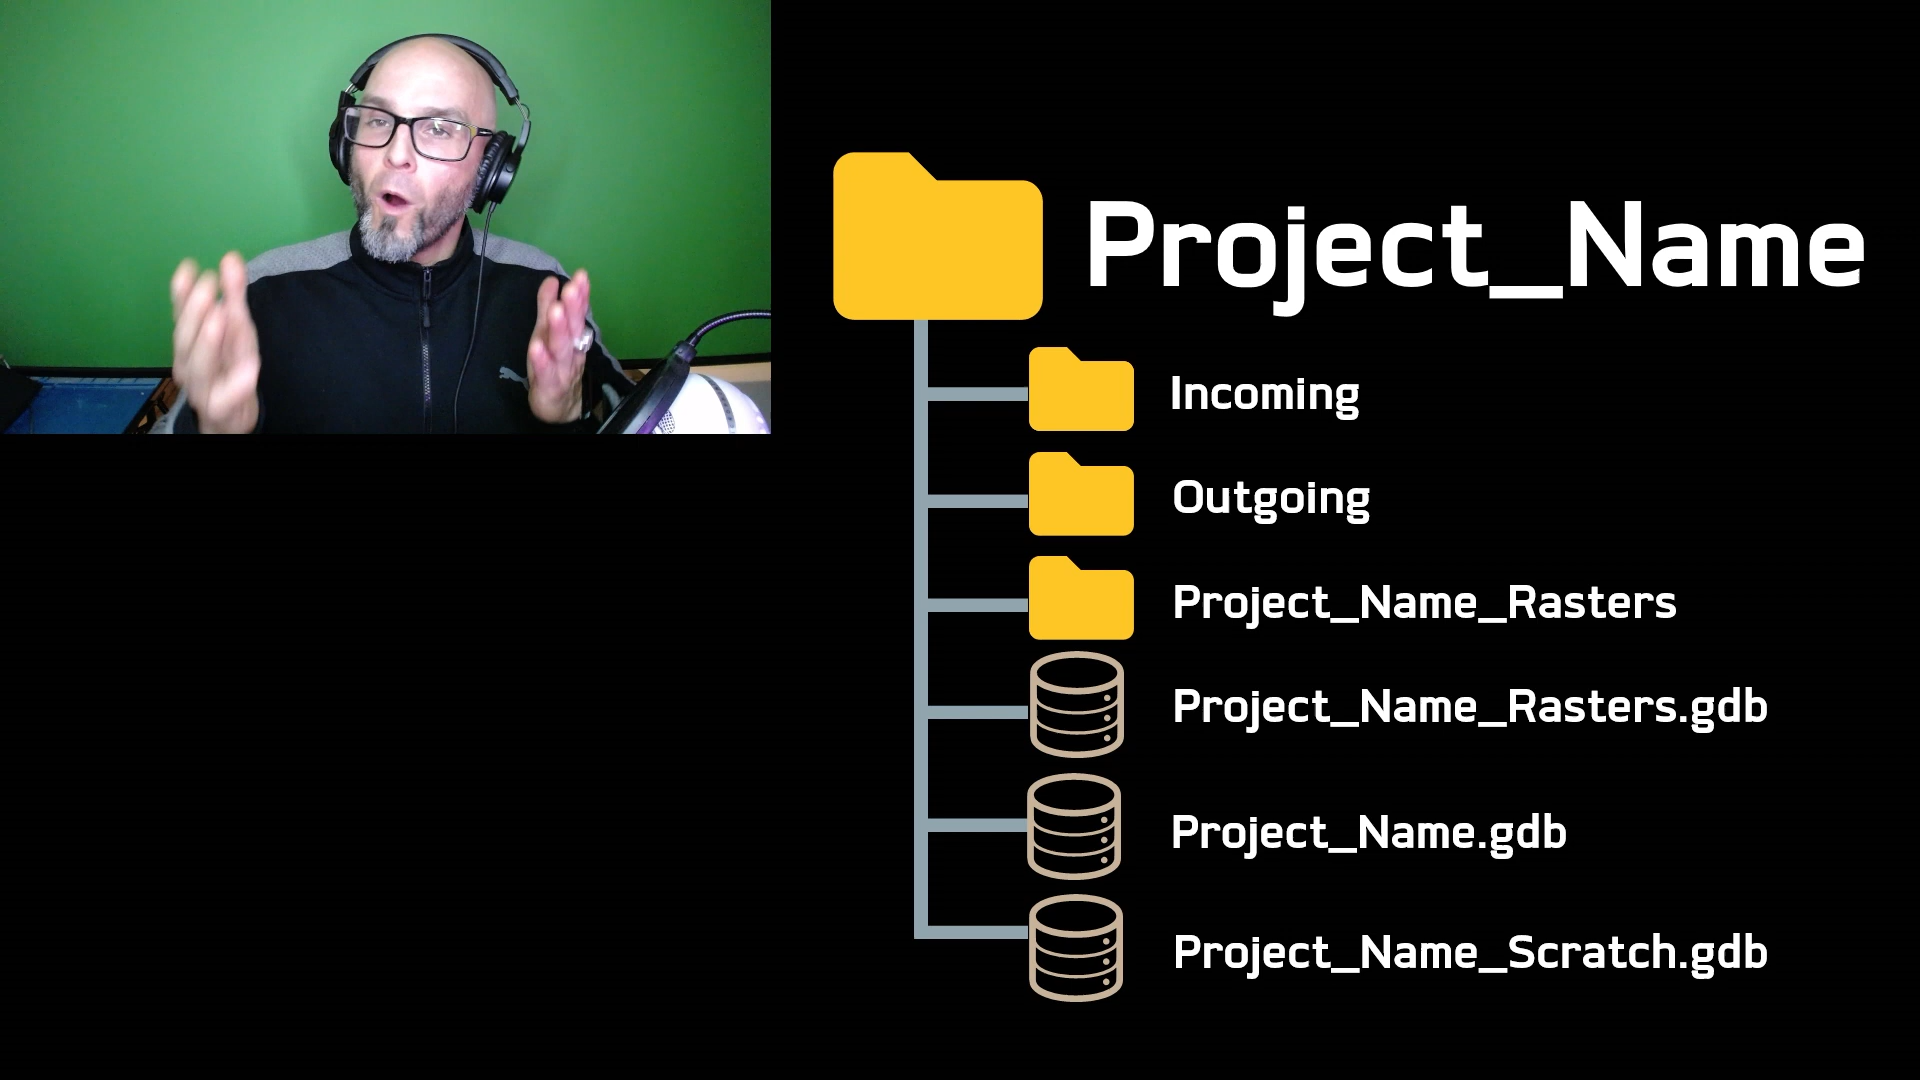 Project_Name
Incoming
Outgoing
Project_Name_Rasters
Project_Name_Rasters.gdb
Project_Name.gdb
Project_Name_Scratch.gdb